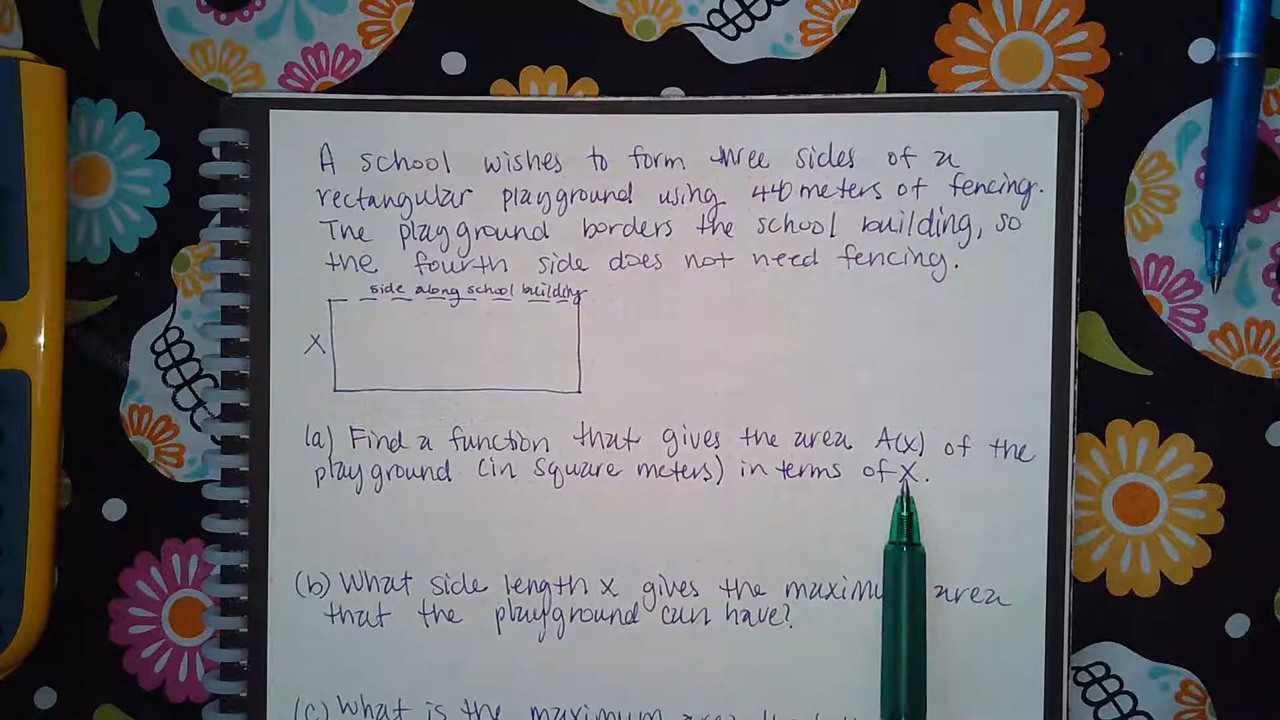 A school wishes to form three sides of a
rectangular playground using 440 meters of fencing.
The playground borders the school building, so
the fourth side does not need fencing.
side along school building
X
(a) Find a function that gives the area A(x) of the
playground (in square meters) in terms of X.
(b) What side length x gives the maximum area
that the playground can have?
(c) What is the maximum area that